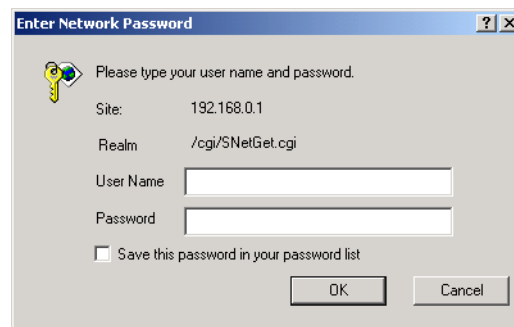 Enter Network Password
? X
Please type your user name and password.
Site: 192.168.0.1
Realm /cgi/SNetGet.cgi
User Name
Password
Save this password in your password list
OK Cancel